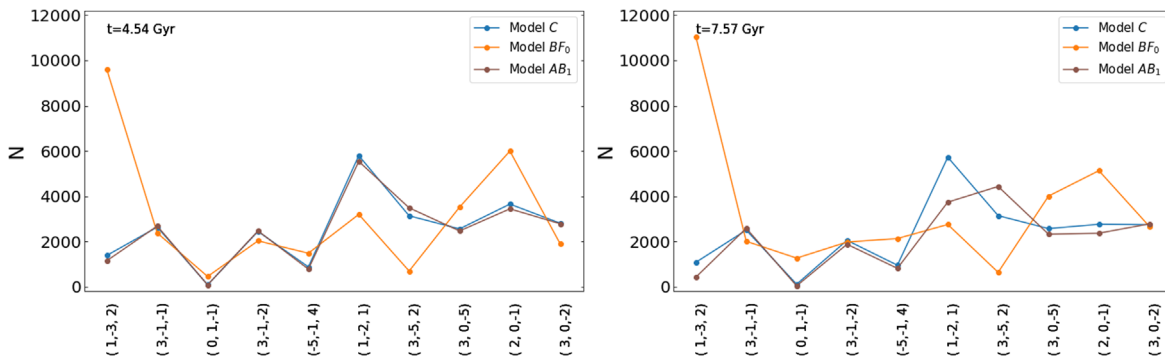 t=4.54 Gyr
Model C
Model BF₀
Model AB₁
12000
10000
8000
6000
4000
2000
0
N
( 1,-3, 2)
( 3,-1,-1)
( 0, 1,-1)
( 3,-1,-2)
(-5,-1, 4)
( 1,-2, 1)
( 3,-5, 2)
( 3, 0,-5)
( 2, 0,-1)
( 3, 0,-2)
t=7.57 Gyr
Model C
Model BF₀
Model AB₁
12000
10000
8000
6000
4000
2000
0
N
( 1,-3, 2)
( 3,-1,-1)
( 0, 1,-1)
( 3,-1,-2)
(-5,-1, 4)
( 1,-2, 1)
( 3,-5, 2)
( 3, 0,-5)
( 2, 0,-1)
( 3, 0,-2)